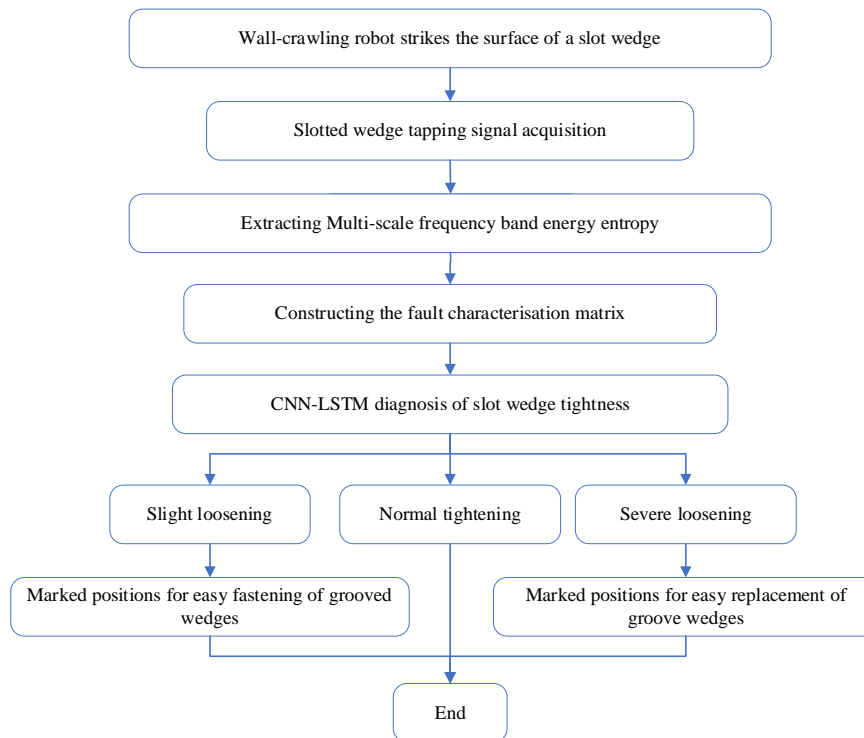 Wall-crawling robot strikes the surface of a slot wedge
Slotted wedge tapping signal acquisition
Extracting Multi-scale frequency band energy entropy
Constructing the fault characterisation matrix
CNN-LSTM diagnosis of slot wedge tightness
Slight loosening
Normal tightening
Severe loosening
Marked positions for easy fastening of grooved
wedges
Marked positions for easy replacement of
groove wedges
End